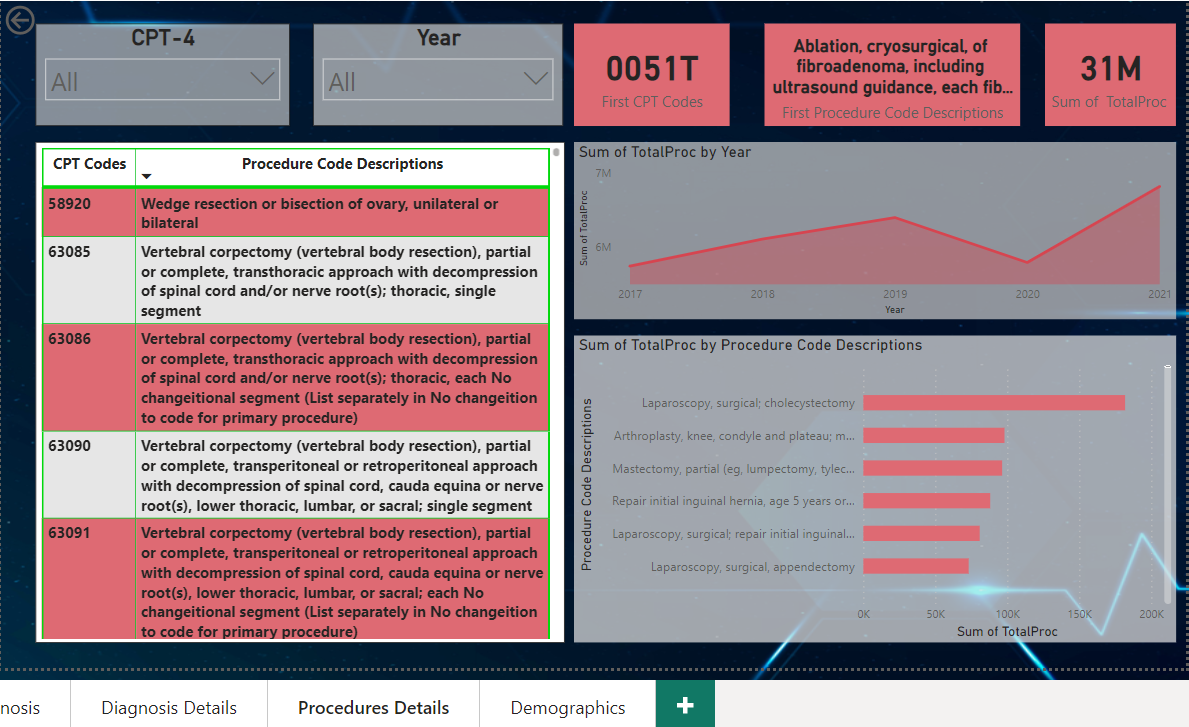 CPT-4
All
Year
All
0051T
First CPT Codes
Ablation, cryosurgical, of
fibroadenoma, including
ultrasound guidance, each fib...
First Procedure Code Descriptions
31M
Sum of TotalProc
CPT Codes Procedure Code Descriptions
58920 Wedge resection or bisection of ovary, unilateral or
bilateral
63085 Vertebral corpectomy (vertebral body resection), partial
or complete, transthoracic approach with decompression
of spinal cord and/or nerve root(s); thoracic, single
segment
63086 Vertebral corpectomy (vertebral body resection), partial
or complete, transthoracic approach with decompression
of spinal cord and/or nerve root(s); thoracic, each No
changeitional segment (List separately in No changeition
to code for primary procedure)
63090 Vertebral corpectomy (vertebral body resection), partial
or complete, transperitoneal or retroperitoneal approach
with decompression of spinal cord, cauda equina or nerve
root(s), lower thoracic, lumbar, or sacral; single segment
63091 Vertebral corpectomy (vertebral body resection), partial
or complete, transperitoneal or retroperitoneal approach
with decompression of spinal cord, cauda equina or nerve
root(s), lower thoracic, lumbar, or sacral; each No
changeitional segment (List separately in No changeition
to code for primary procedure)
Sum of TotalProc by Year
Sum of TotalProc
7M
6M
2017 2018 2019 2020 2021
Year
Sum of TotalProc by Procedure Code Descriptions
Procedure Code Descriptions
Laparoscopy, surgical; cholecystectomy
Arthroplasty, knee, condyle and plateau; m...
Mastectomy, partial (eg, lumpectomy, tylec...
Repair initial inguinal hernia, age 5 years or...
Laparoscopy, surgical; repair initial inguinal...
Laparoscopy, surgical, appendectomy
0K 50K 100K 150K 200K
Sum of TotalProc
nosis Diagnosis Details Procedures Details Demographics +